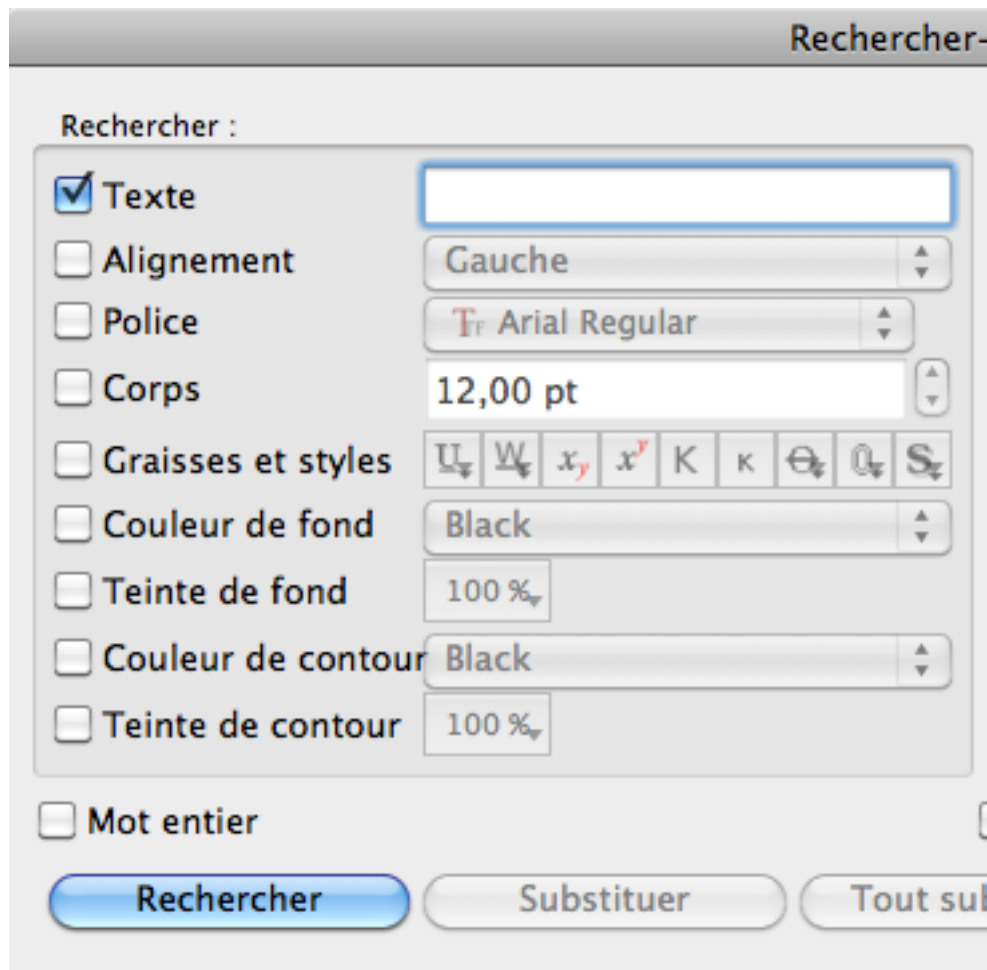 Rechercher-
Rechercher :
Texte
Alignement Gauche
Police Arial Regular
Corps 12,00 pt
Graisses et styles U W x y x y K K O O S
Couleur de fond Black
Teinte de fond 100 %
Couleur de contour Black
Teinte de contour 100 %
Mot entier
Rechercher Substituer Tout sub